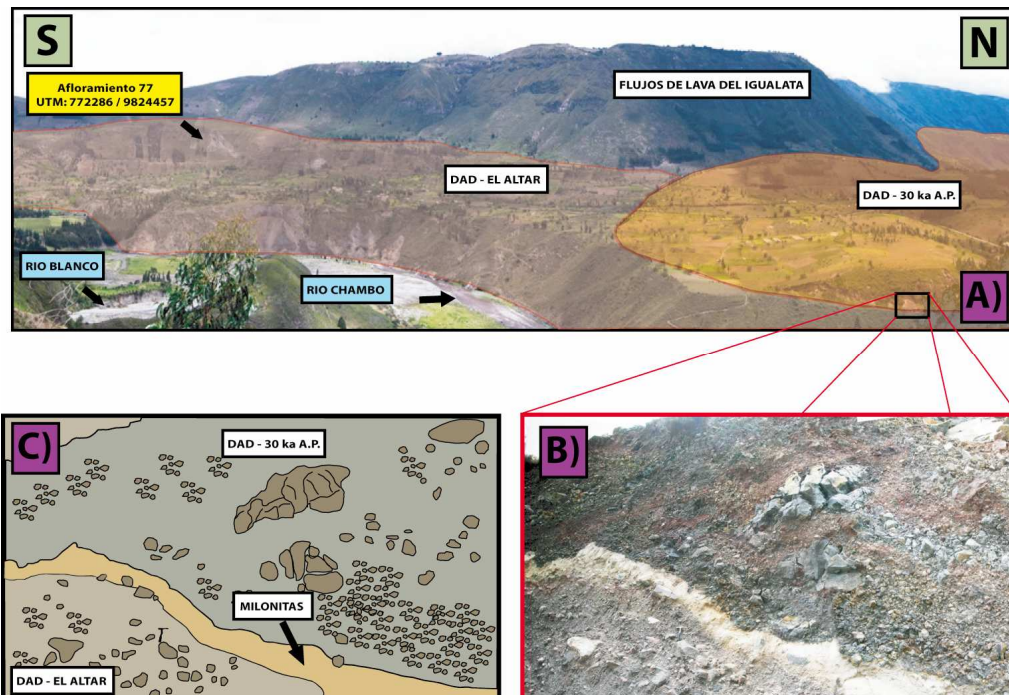 S
N
Afloramiento 77
UTM: 772286 / 9824457
FLUJOS DE LAVA DEL IGUALATA
DAD - EL ALTAR
DAD - 30 ka A.P.
RIO BLANCO
RIO CHAMBO
A)
C)
DAD - 30 ka A.P.
MILONITAS
DAD - EL ALTAR
B)